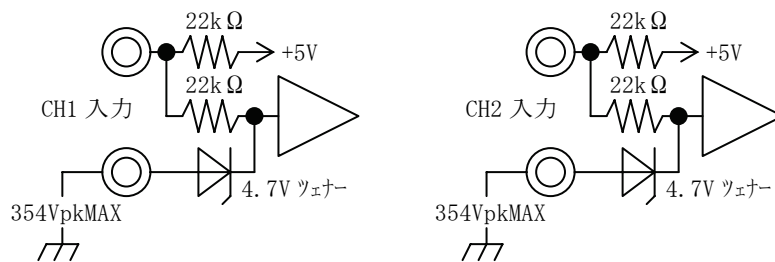 22kΩ
+5V
22kΩ
CH1 入力
4.7V ツェナー
354VpkMAX
22kΩ
+5V
22kΩ
CH2 入力
4.7V ツェナー
354VpkMAX